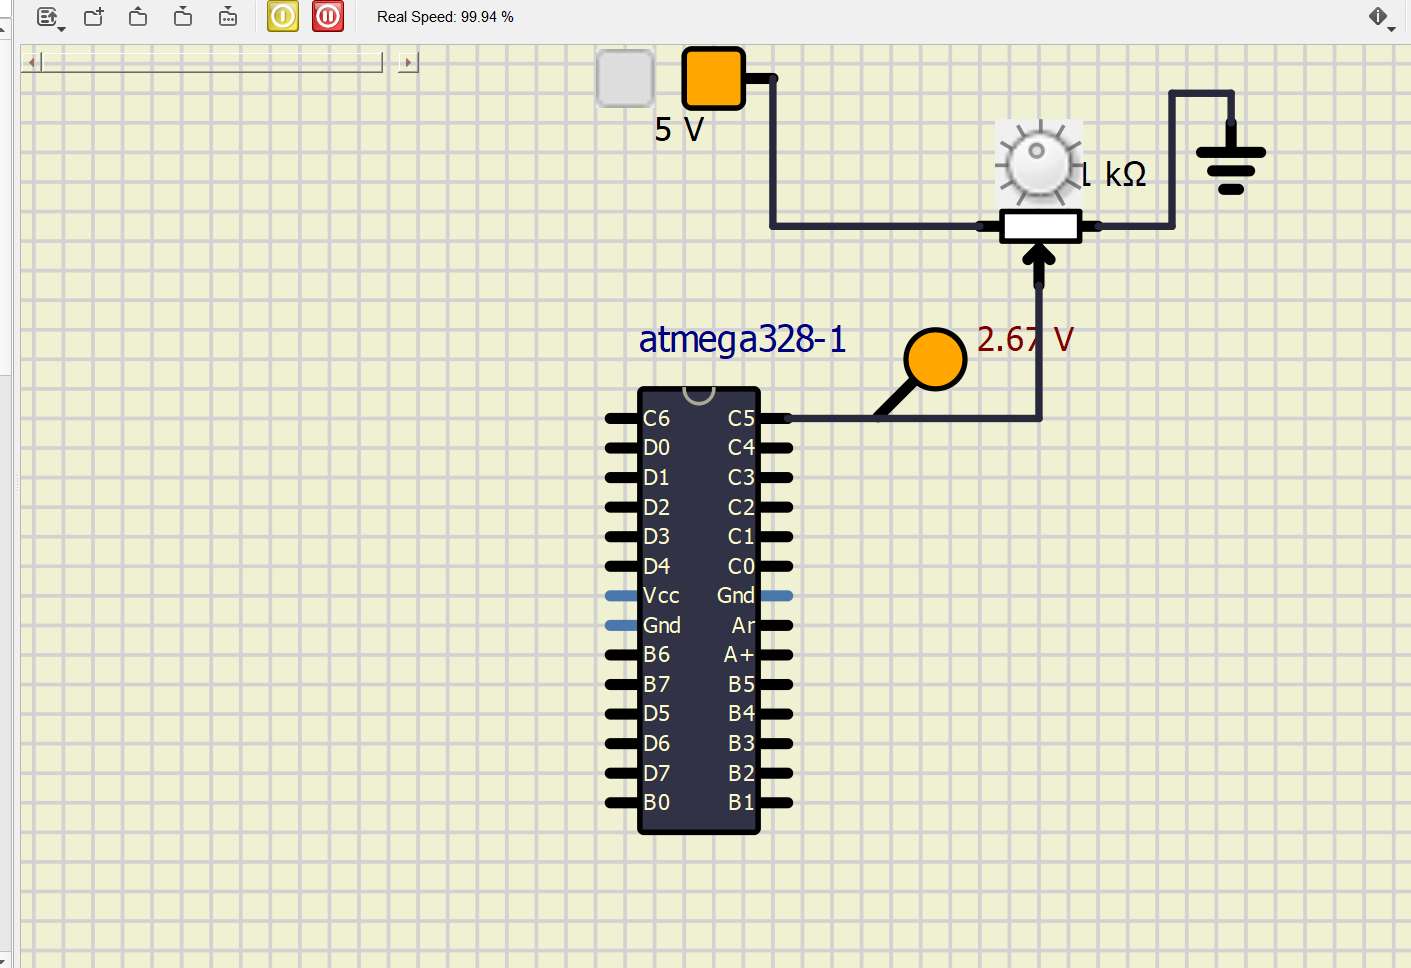 Real Speed: 99.94 %
5 V
1 kΩ
atmega328-1
2.67 V
C6 C5
D0 C4
D1 C3
D2 C2
D3 C1
D4 C0
Vcc Gnd
Gnd Ar
B6 A+
B7 B5
D5 B4
D6 B3
D7 B2
B0 B1